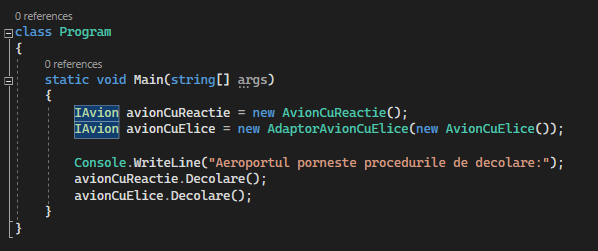 0 references
class Program
{
0 references
static void Main(string[] args)
{
IAvion avionCuReactie = new AvionCuReactie();
IAvion avionCuElice = new AdaptorAvionCuElice(new AvionCuElice());
Console.WriteLine("Aeroportul porneste procedurile de decolare:");
avionCuReactie.Decolare();
avionCuElice.Decolare();
}
}